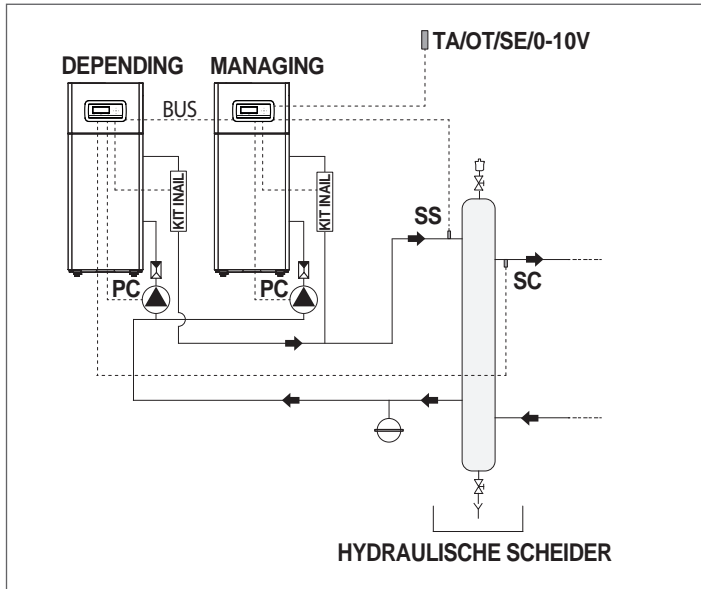 TA/OT/SE/0-10V
DEPENDING MANAGING
BUS
KIT INAIL
KIT INAIL
SS
SC
PC
PC
HYDRAULISCHE SCHEIDER